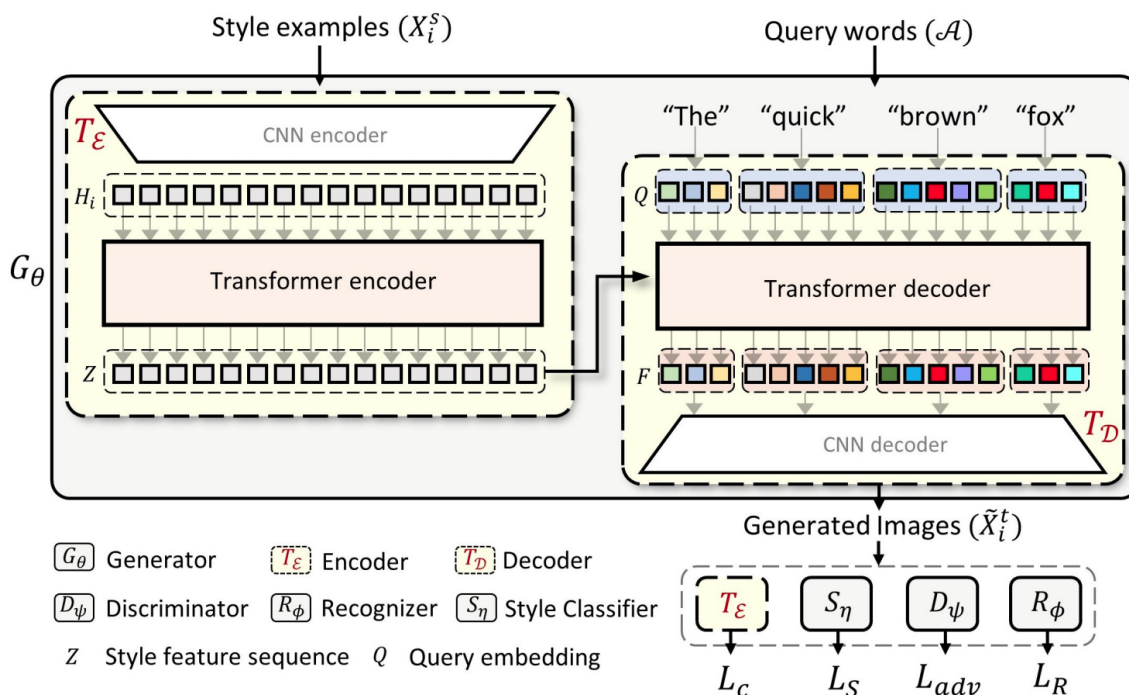 Style examples (X_i^s)
Query words (𝒜)
T_ℰ
CNN encoder
"The" "quick" "brown" "fox"
H_i
Q
G_θ
Transformer encoder
Transformer decoder
Z
F
CNN decoder
T_𝒟
Generated Images (X̃_i^t)
G_θ Generator T_ℰ Encoder T_𝒟 Decoder
D_ψ Discriminator R_ϕ Recognizer S_η Style Classifier
Z Style feature sequence Q Query embedding
T_ℰ S_η D_ψ R_ϕ
L_c L_S L_adv L_R